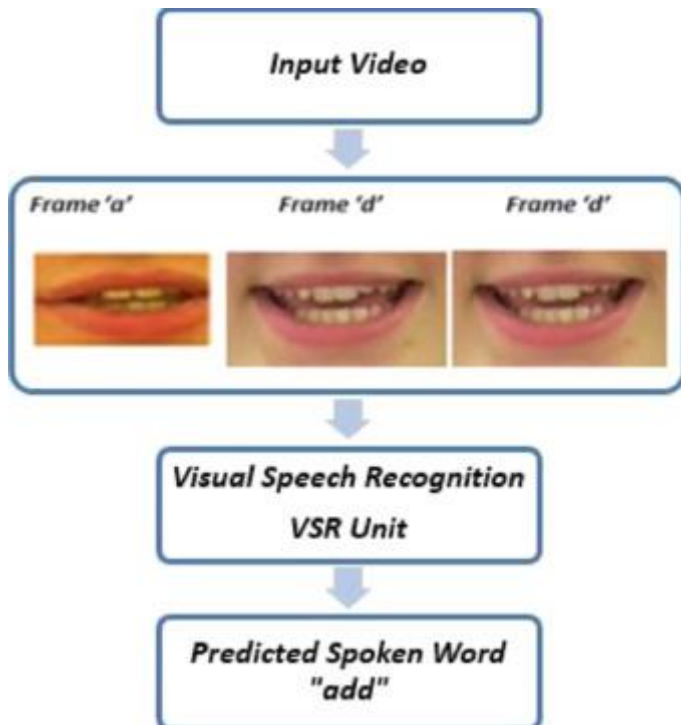 Input Video
Frame 'a' Frame 'd' Frame 'd'
Visual Speech Recognition
VSR Unit
Predicted Spoken Word
"add"